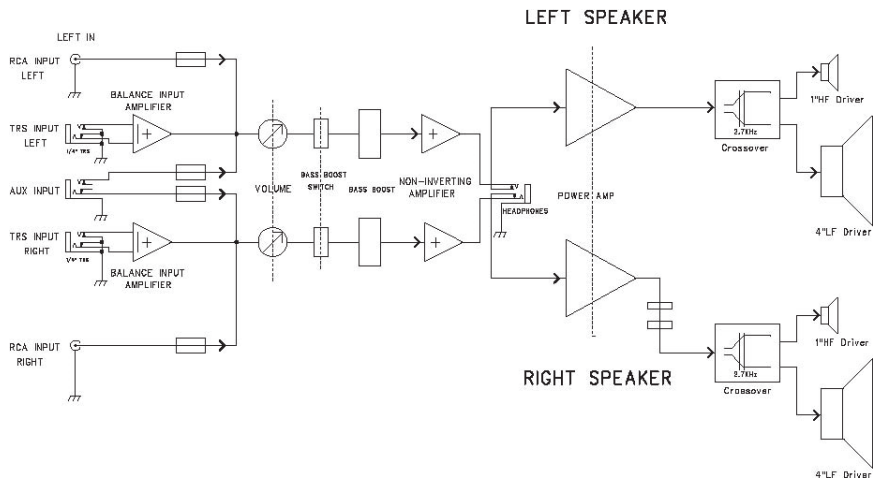 LEFT SPEAKER
LEFT IN
RCA INPUT
LEFT
BALANCE INPUT
AMPLIFIER
TRS INPUT
LEFT
1/4" TRS
AUX INPUT
TRS INPUT
RIGHT
1/4" TRS
BALANCE INPUT
AMPLIFIER
RCA INPUT
RIGHT
VOLUME
BASS BOOST
SWITCH
BASS BOOST
NON-INVERTING
AMPLIFIER
HEADPHONES
POWER AMP
2.7KHz
Crossover
1"HF Driver
4"LF Driver
RIGHT SPEAKER
2.7KHz
Crossover
1"HF Driver
4"LF Driver